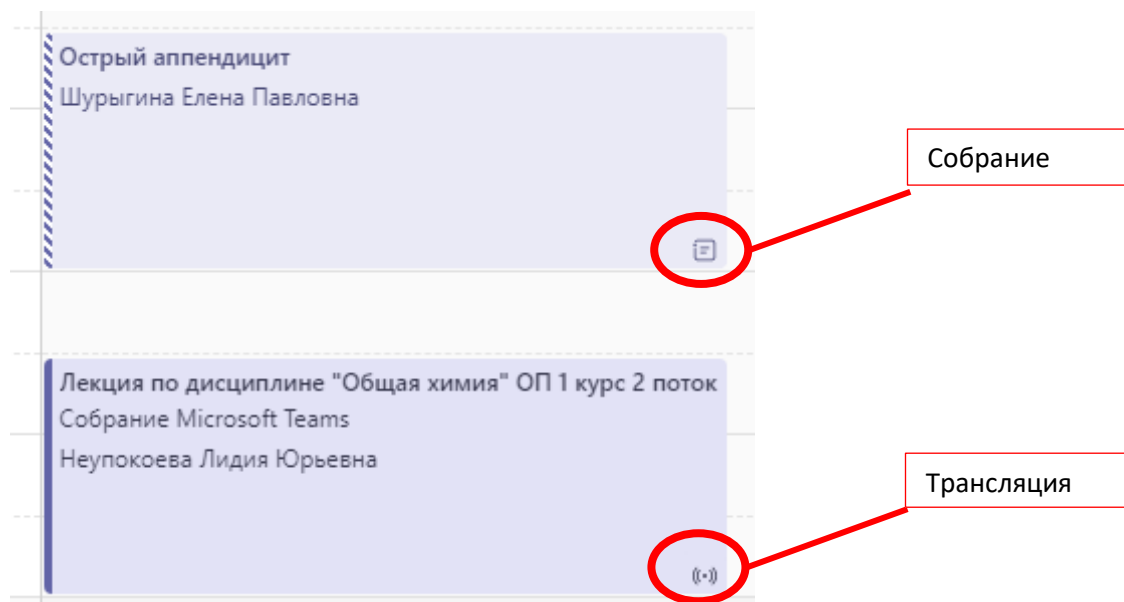 Острый аппендицит
Шурыгина Елена Павловна
Собрание
Лекция по дисциплине "Общая химия" ОП 1 курс 2 поток
Собрание Microsoft Teams
Неупокоева Лидия Юрьевна
Трансляция